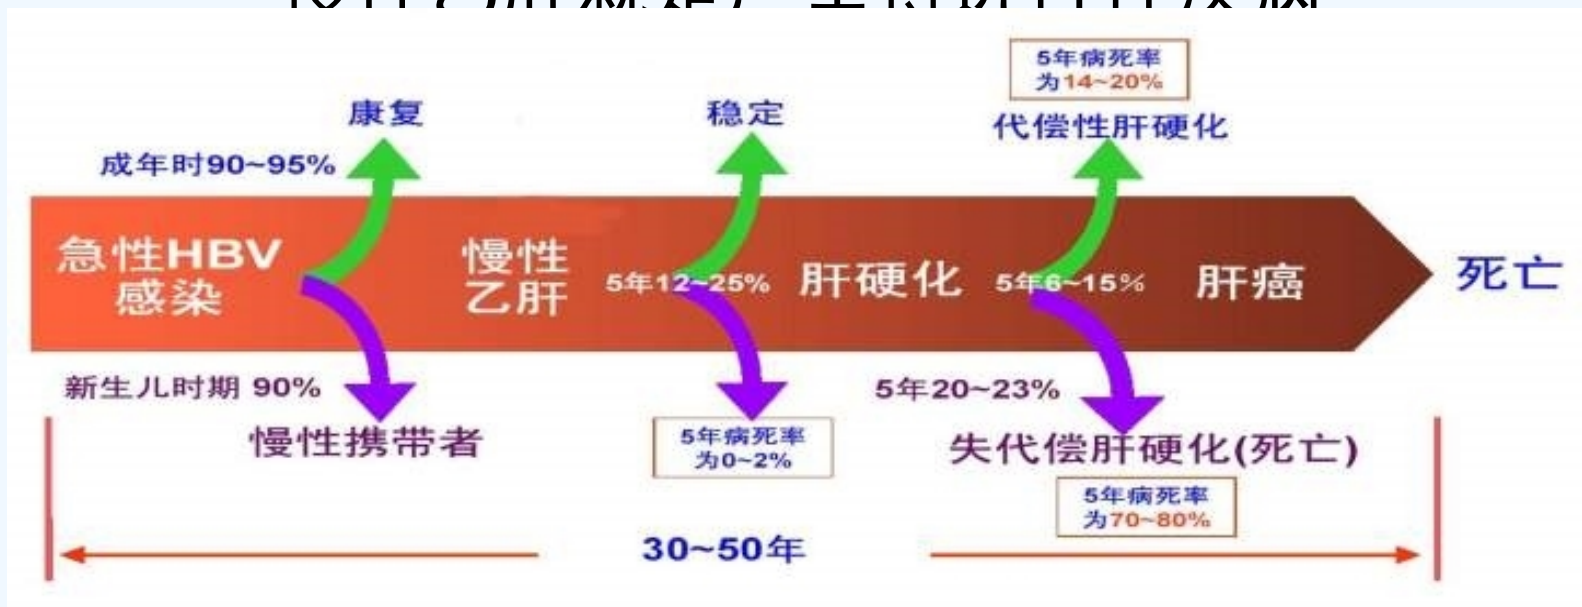 5年病死率
为14~20%
康复
稳定
代偿性肝硬化
成年时90~95%
急性HBV
感染
慢性
乙肝
5年12~25%
肝硬化
5年6~15%
肝癌
死亡
新生儿时期 90%
5年20~23%
慢性携带者
5年病死率
为0~2%
失代偿肝硬化(死亡)
5年病死率
为70~80%
30~50年